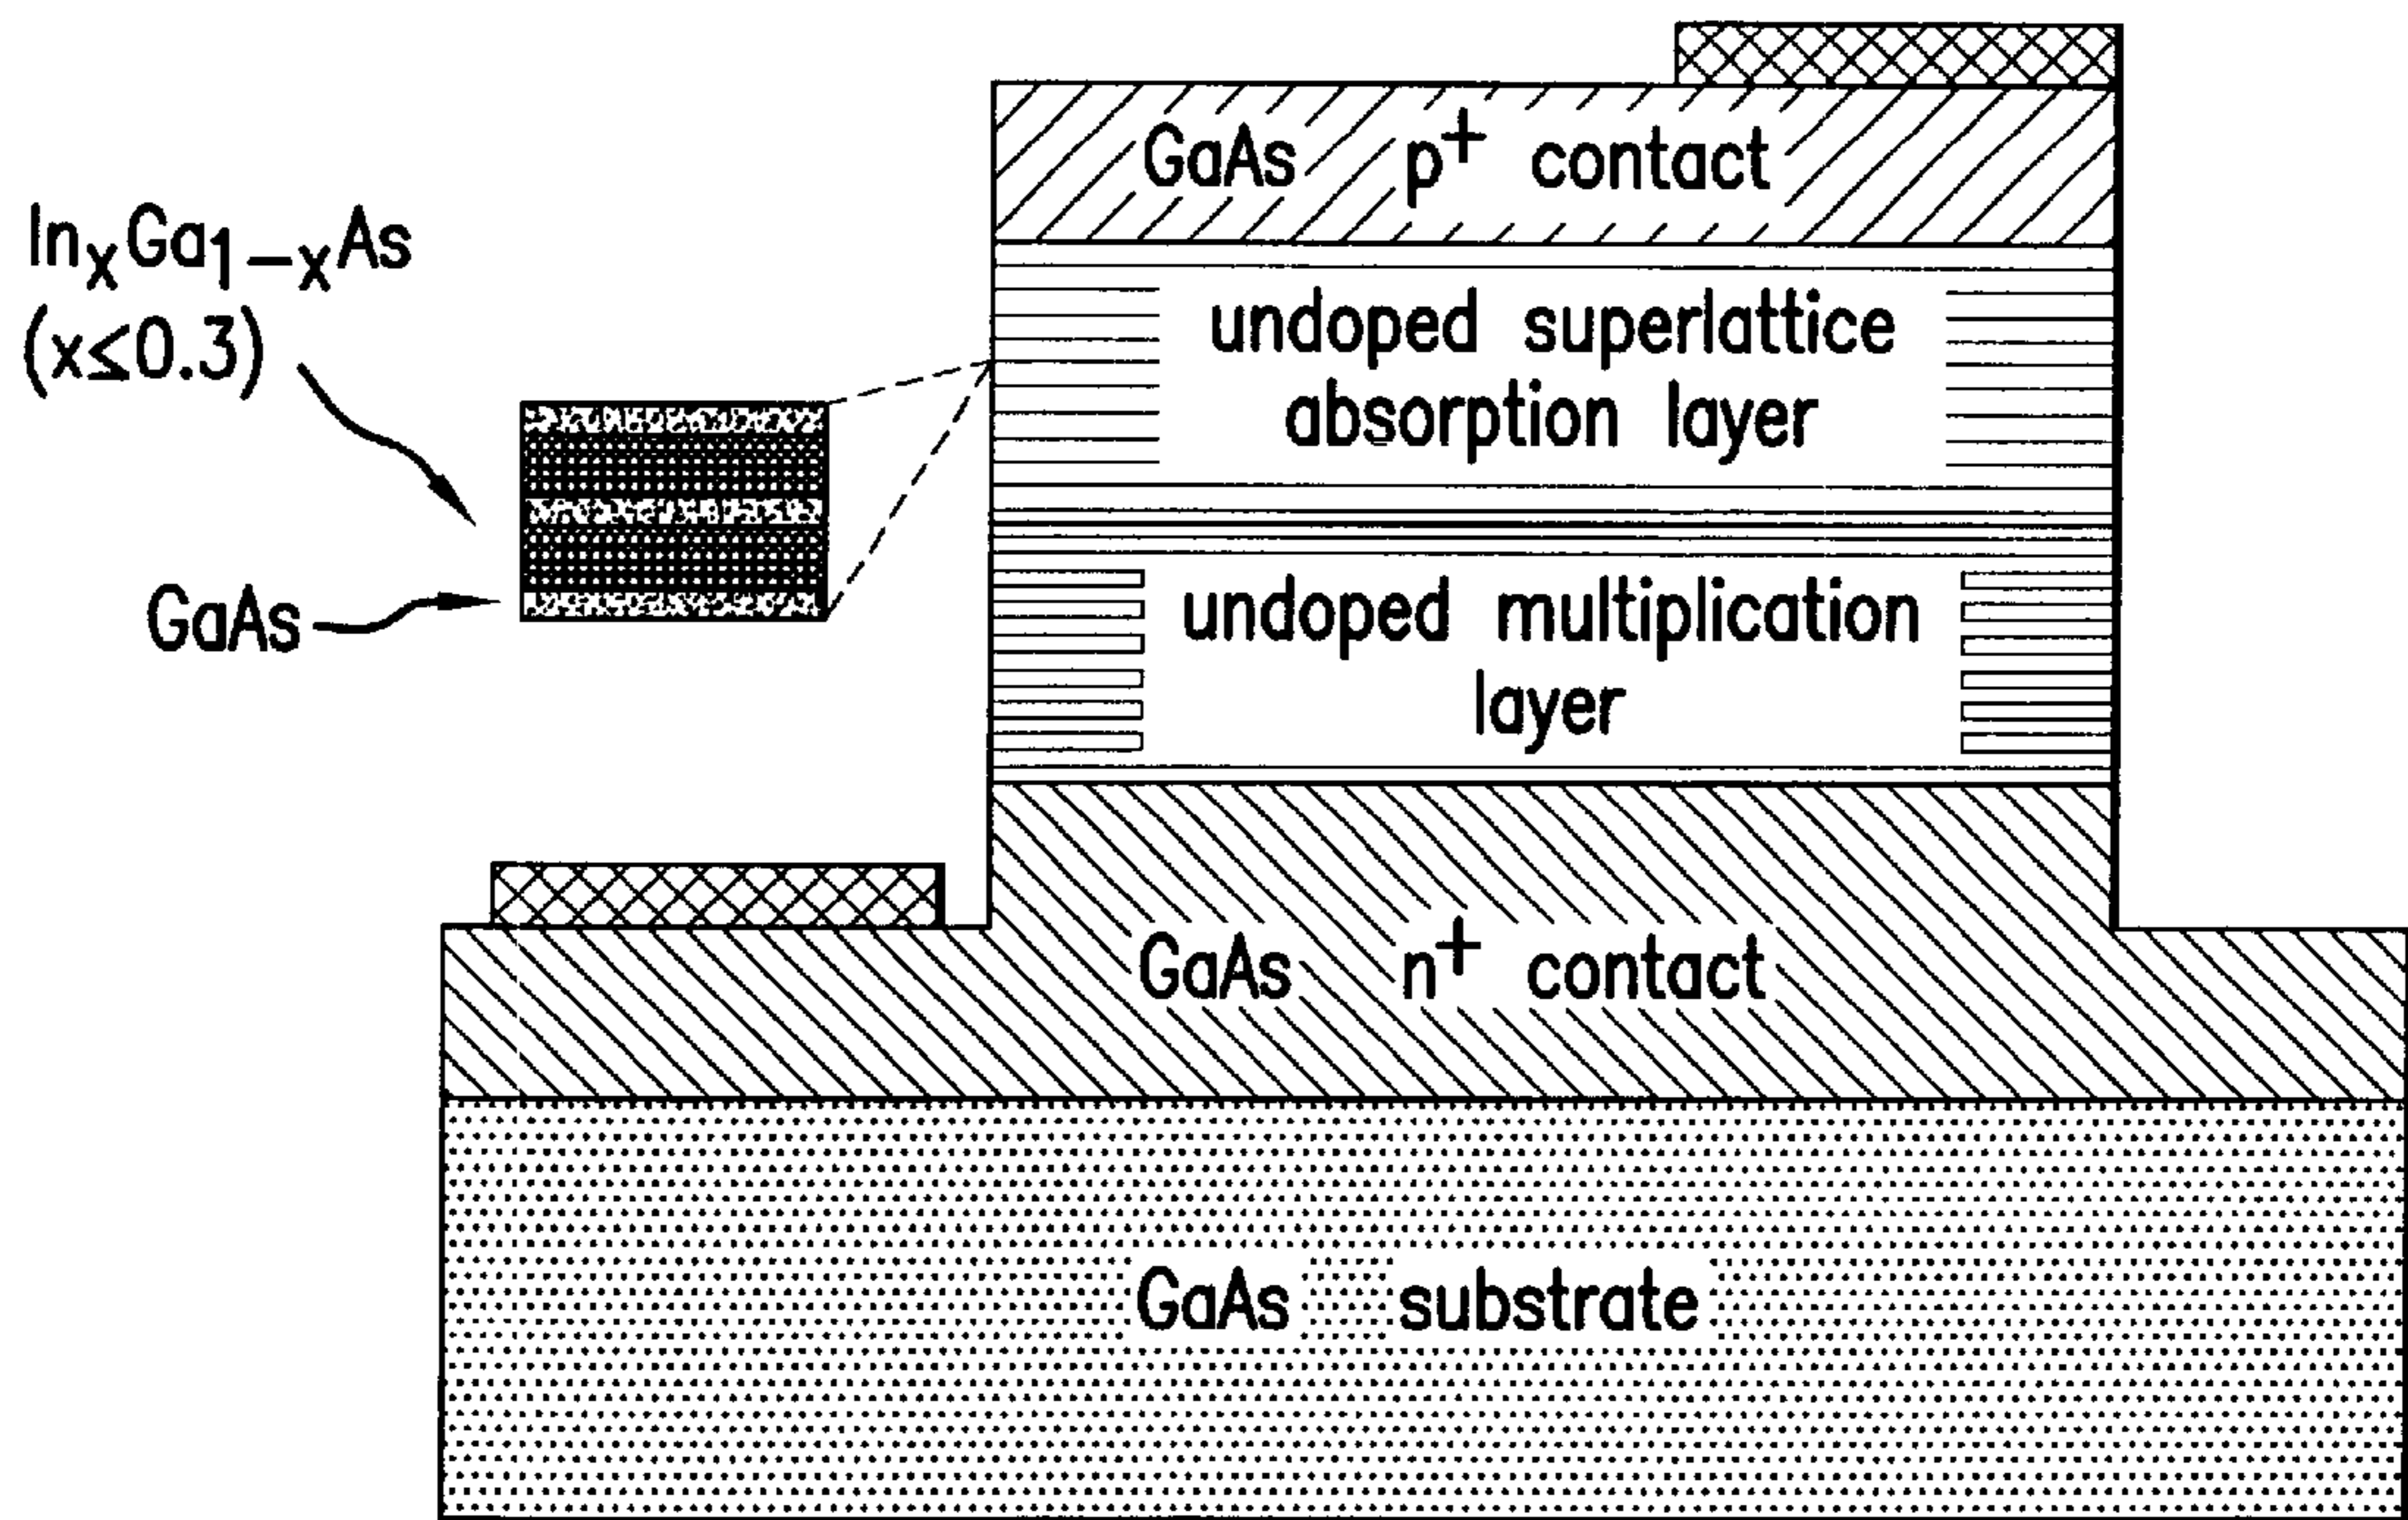 GaAs p⁺ contact
InₓGa₁₋ₓAs
(x≤0.3)
undoped superlattice
absorption layer
GaAs
undoped multiplication
layer
GaAs n⁺ contact
GaAs substrate